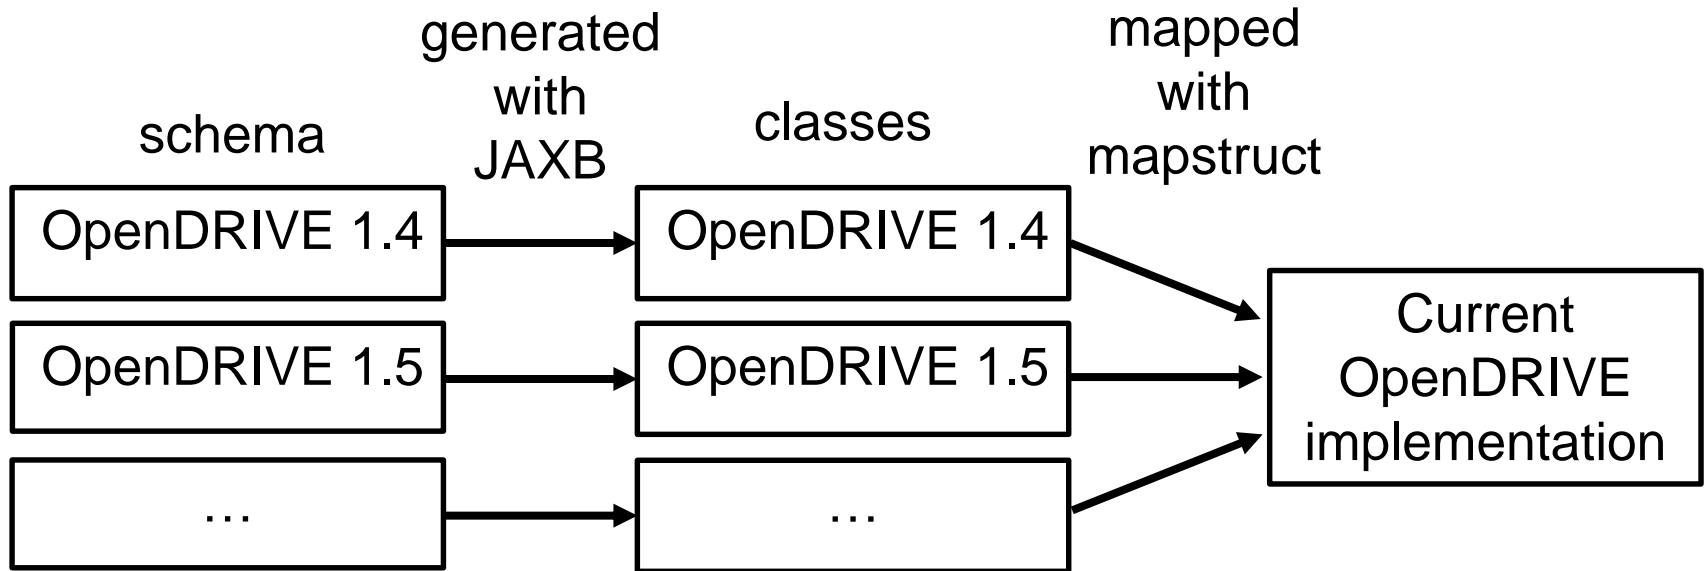 schema
generated
with
JAXB
classes
mapped
with
mapstruct
OpenDRIVE 1.4
OpenDRIVE 1.4
OpenDRIVE 1.5
OpenDRIVE 1.5
…
…
Current
OpenDRIVE
implementation